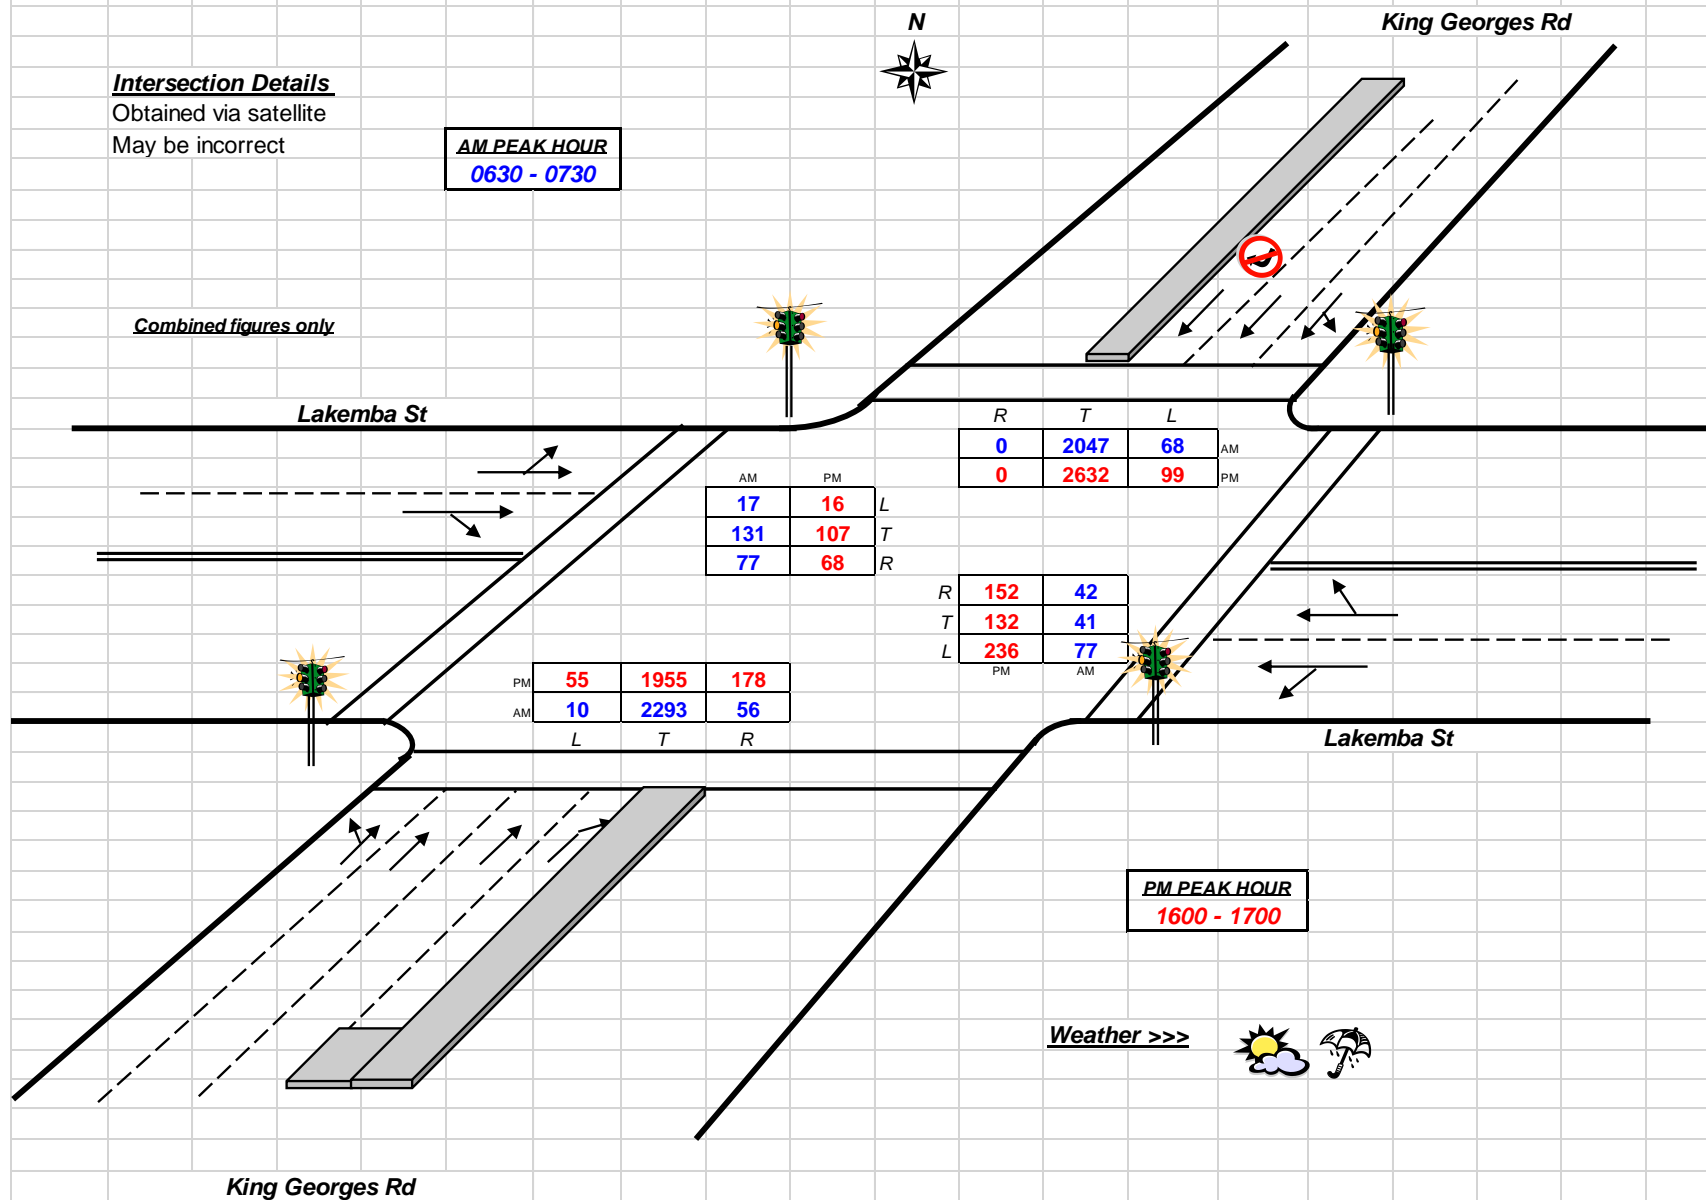 N
King Georges Rd
Intersection Details
Obtained via satellite
May be incorrect
AM PEAK HOUR
0630 - 0730
Combined figures only
Lakemba St
R T L
0 2047 68 AM
0 2632 99 PM
AM PM
17 16 L
131 107 T
77 68 R
R 152 42
T 132 41
L 236 77
PM AM
PM 55 1955 178
AM 10 2293 56
L T R
Lakemba St
PM PEAK HOUR
1600 - 1700
Weather >>>
King Georges Rd